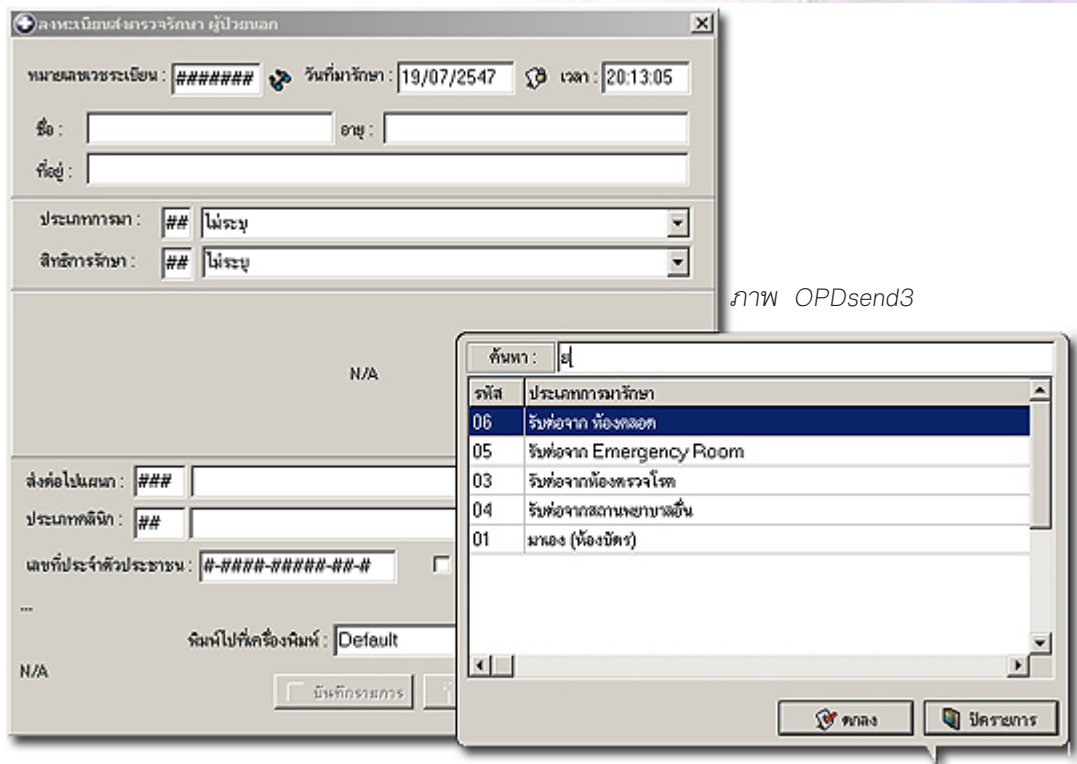 ลงทะเบียนส่งตรวจรักษา ผู้ป่วยนอก
หมายเลขเวชระเบียน : ####### วันที่มารักษา : 19/07/2547 เวลา : 20:13:05
ชื่อ : อายุ :
ที่อยู่ :
ประเภทการมา : ## ไม่ระบุ
สิทธิการรักษา : ## ไม่ระบุ
N/A
ภาพ OPDsend3
ค้นหา : ย
รหัส ประเภทการมารักษา
06 รับต่อจาก ห้องคลอด
05 รับต่อจาก Emergency Room
03 รับต่อจากห้องตรวจโรค
04 รับต่อจากสถานพยาบาลอื่น
01 มาเอง (ห้องบัตร)
ตกลง ปิดรายการ
ส่งต่อไปแผนก : ###
ประเภทคลินิก : ##
เลขที่ประจำตัวประชาชน : #-####-#####-##-#
...
พิมพ์ไปที่เครื่องพิมพ์ : Default
N/A
บันทึกรายการ